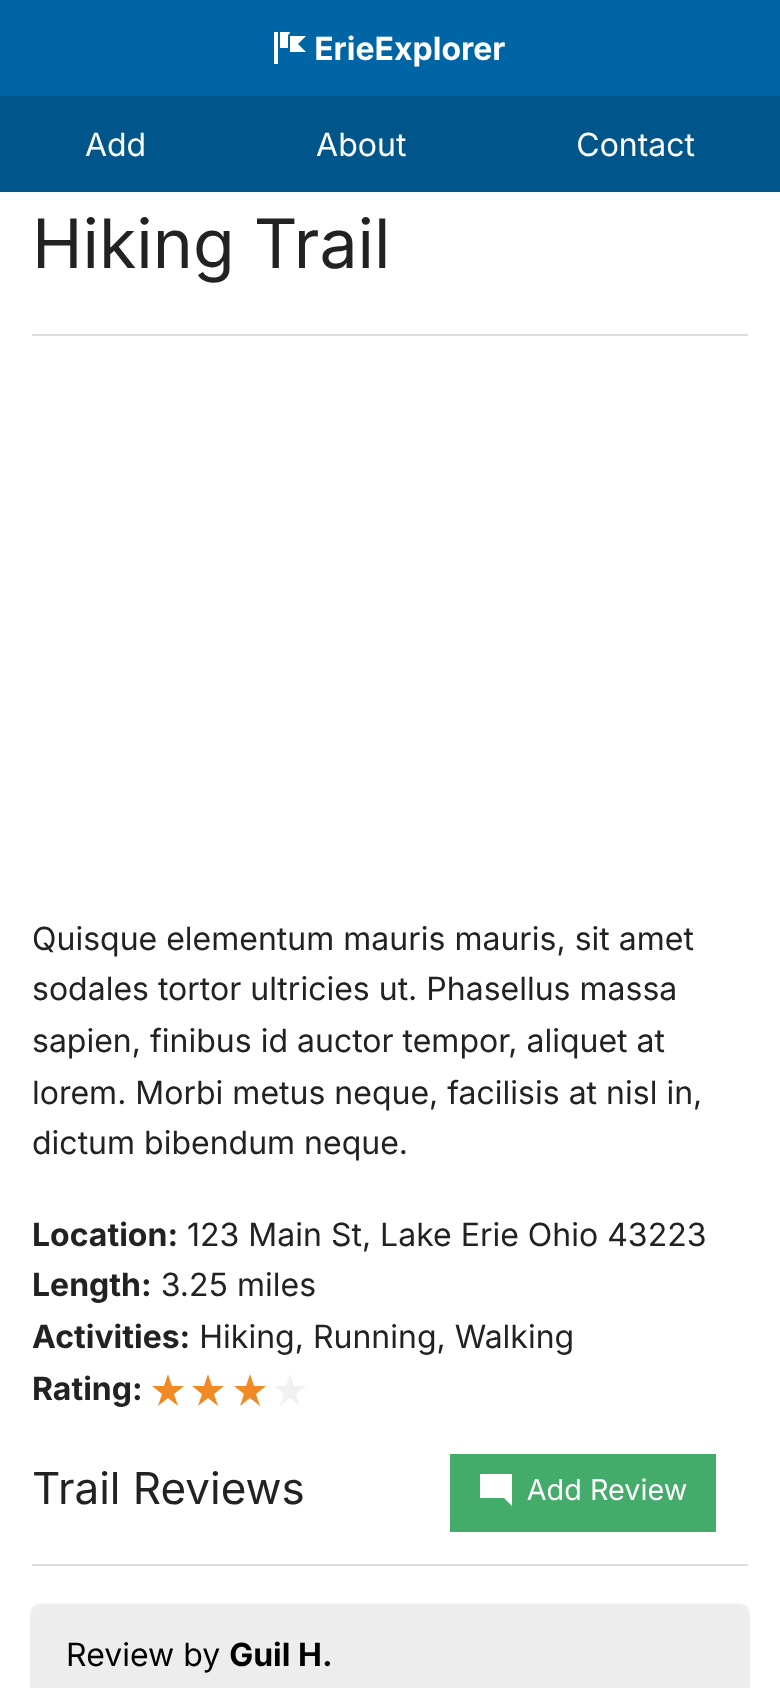 ErieExplorer
Add About Contact
Hiking Trail
Quisque elementum mauris mauris, sit amet
sodales tortor ultricies ut. Phasellus massa
sapien, finibus id auctor tempor, aliquet at
lorem. Morbi metus neque, facilisis at nisl in,
dictum bibendum neque.
Location: 123 Main St, Lake Erie Ohio 43223
Length: 3.25 miles
Activities: Hiking, Running, Walking
Rating:
Trail Reviews
Add Review
Review by Guil H.